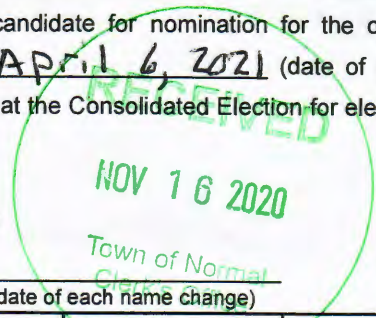 candidate for nomination for the
April 6, 2021 (date of
at the Consolidated Election for ele
RECEIVED
NOV 16 2020
Town of Normal
Clerk's Office
date of each name change)